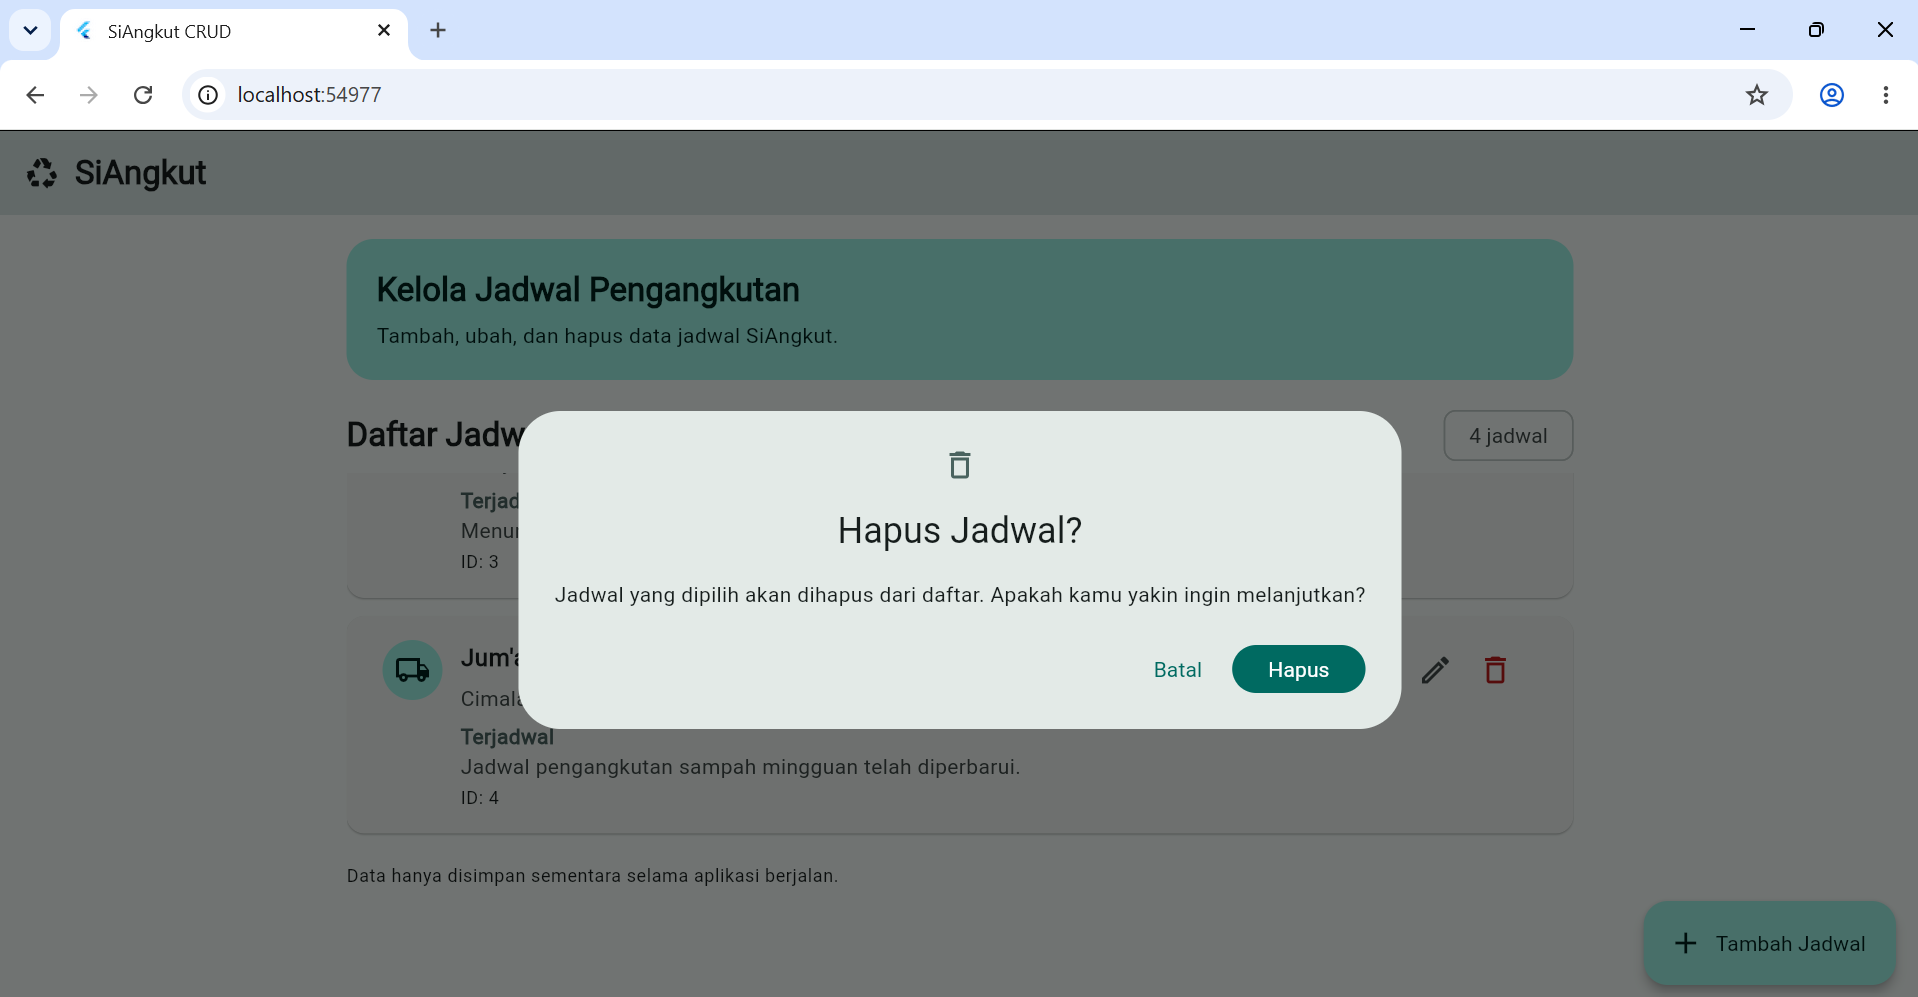 SiAngkut CRUD
localhost:54977
SiAngkut
Kelola Jadwal Pengangkutan
Tambah, ubah, dan hapus data jadwal SiAngkut.
Daftar Jadw
4 jadwal
Terjad
Menu
ID: 3
Hapus Jadwal?
Jadwal yang dipilih akan dihapus dari daftar. Apakah kamu yakin ingin melanjutkan?
Batal
Hapus
Jum'a
Cimala
Terjadwal
Jadwal pengangkutan sampah mingguan telah diperbarui.
ID: 4
Data hanya disimpan sementara selama aplikasi berjalan.
Tambah Jadwal